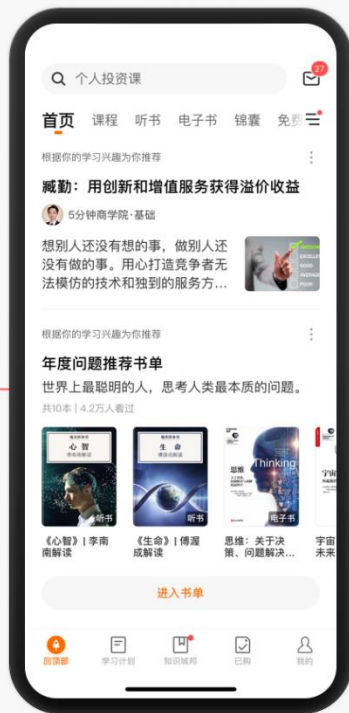 个人投资课
27
首页 课程 听书 电子书 锦囊 免费
根据你的学习兴趣为你推荐
臧勤：用创新和增值服务获得溢价收益
5分钟商学院·基础
想别人还没有想的事，做别人还
没有做的事。用心打造竞争者无
法模仿的技术和独到的服务方...
EXCELLENT
GOOD
AVERAGE
POOR
根据你的学习兴趣为你推荐
年度问题推荐书单
世界上最聪明的人，思考人类最本质的问题。
共10本 | 4.2万人看过
心智
听书
生命
听书
思维
Thinking
电子书
宇宙
《心智》| 李南
南解读
《生命》| 傅渥
成解读
思维：关于决
策、问题解决...
宇宙
未来
进入书单
回顶部
学习计划
知识城邦
已购
我的